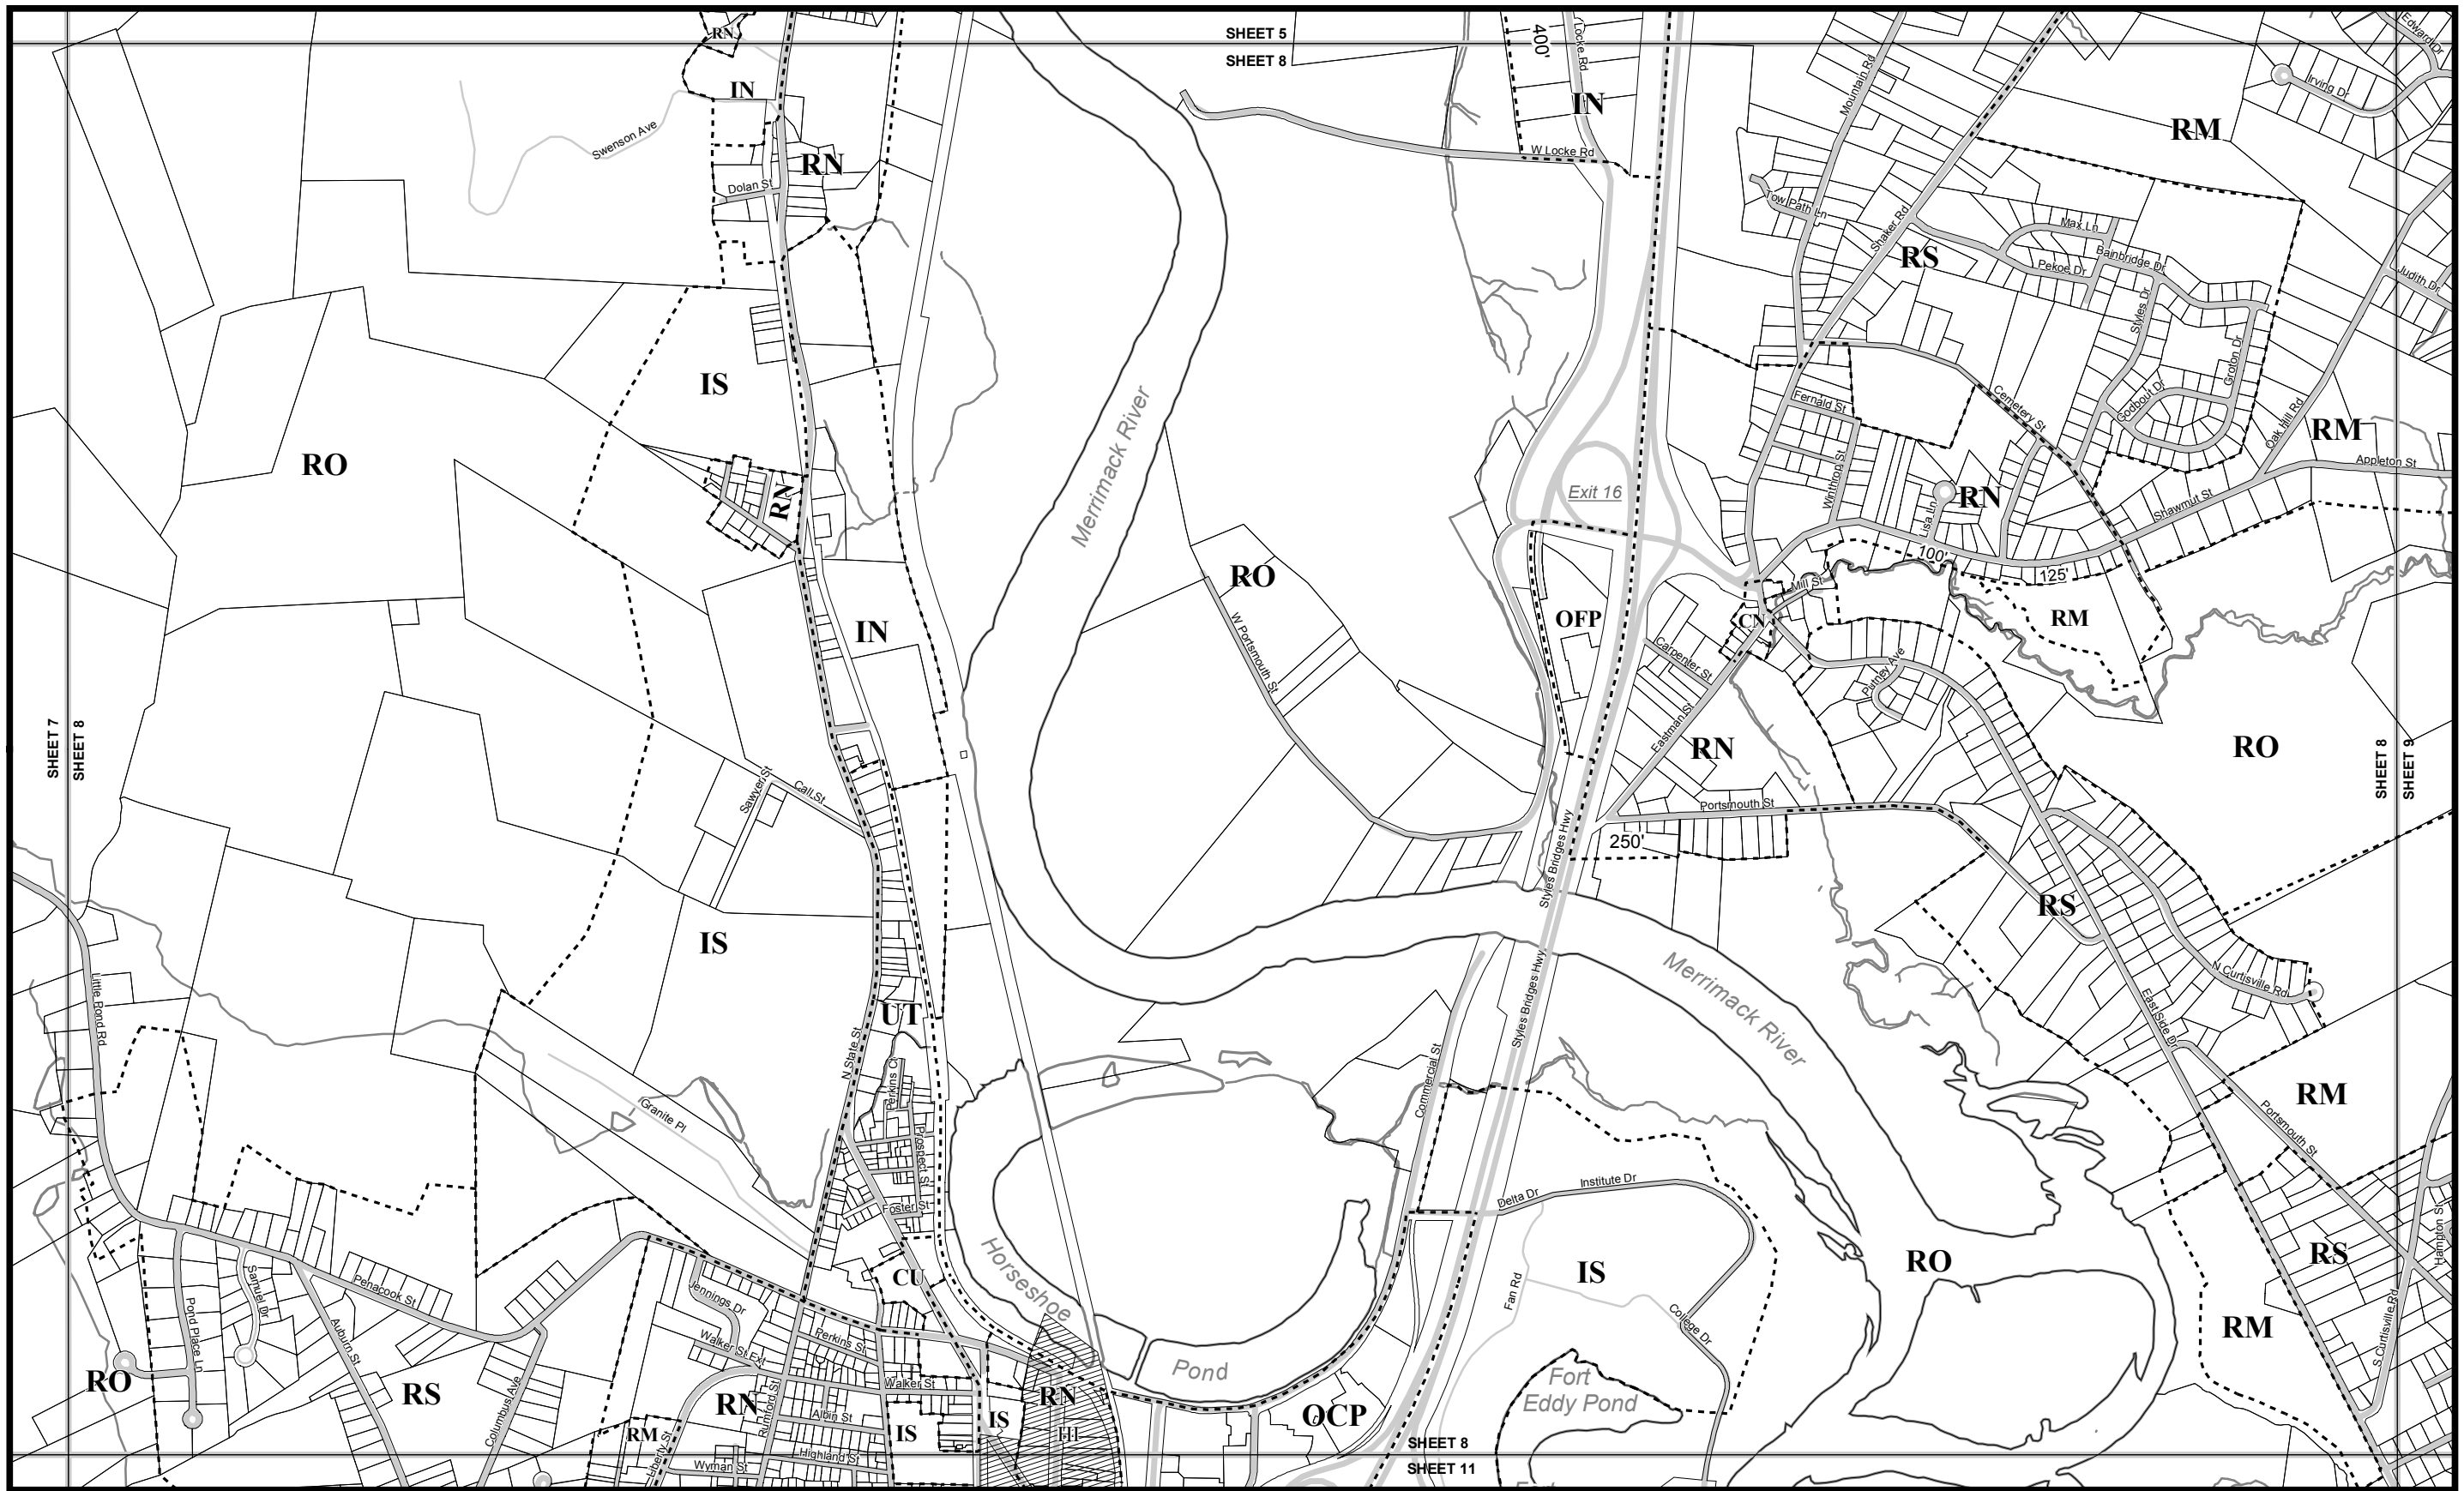 RN
SHEET 5
SHEET 8
400'
Locke Rd
Edward Dr
Irving Dr
IN
IN
Mountain Rd
RM
Swenson Ave
RN
W Locke Rd
Dolan St
Tow Path Ln
Shaker Rd
Max Ln
RS
Bainbridge Dr
Pekoe Dr
Judith Dr
Styles Dr
IS
Groton Dr
Cemetery St
Godbout Dr
Fernald St
Merrimack River
Oak Hill Rd
RM
RO
Appleton St
Winthrop St
RN
Exit 16
RN
Shawmut St
Lisa Ln
100'
125'
RO
Mill St
IN
OFP
CN
RM
W Portsmouth St
Carpenter St
Putney Ave
Eastman St
RN
RO
SHEET 7
SHEET 8
SHEET 8
SHEET 9
Sawyer St
Call St
Portsmouth St
250'
Styles Bridges Hwy
RS
IS
Merrimack River
N Curtisville Rd
Little Pond Rd
Styles Bridges Hwy
UT
East Side Dr
N State St
Perkins Ct
Commercial St
RM
Granite Pl
Portsmouth St
Prospect St
Institute Dr
Delta Dr
Foster St
Hampton St
RS
Horseshoe
Pond
CU
IS
RO
Fan Rd
Samuel Dr
Penacook St
Jennings Dr
Pond Place Ln
College Dr
Auburn St
Perkins St
Walker St Ext
S Curtisville Rd
RM
RO
RS
Walker St
RN
Fort
Eddy Pond
Columbus Ave
RN
Rumford St
Albin St
IS
IS
OCP
RM
HI
Liberty St
Highland St
Wyman St
SHEET 8
SHEET 11